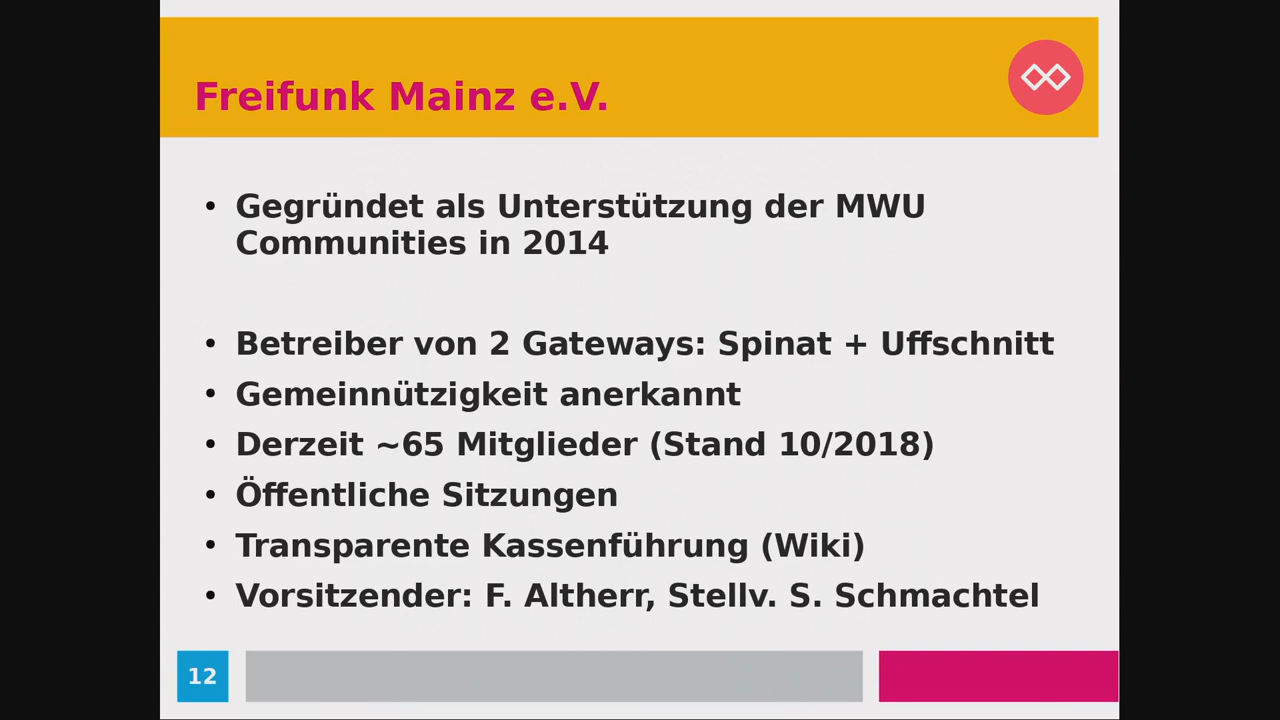 Freifunk Mainz e.V.
• Gegründet als Unterstützung der MWU
Communities in 2014
• Betreiber von 2 Gateways: Spinat + Uffschnitt
• Gemeinnützigkeit anerkannt
• Derzeit ~65 Mitglieder (Stand 10/2018)
• Öffentliche Sitzungen
• Transparente Kassenführung (Wiki)
• Vorsitzender: F. Altherr, Stellv. S. Schmachtel
12